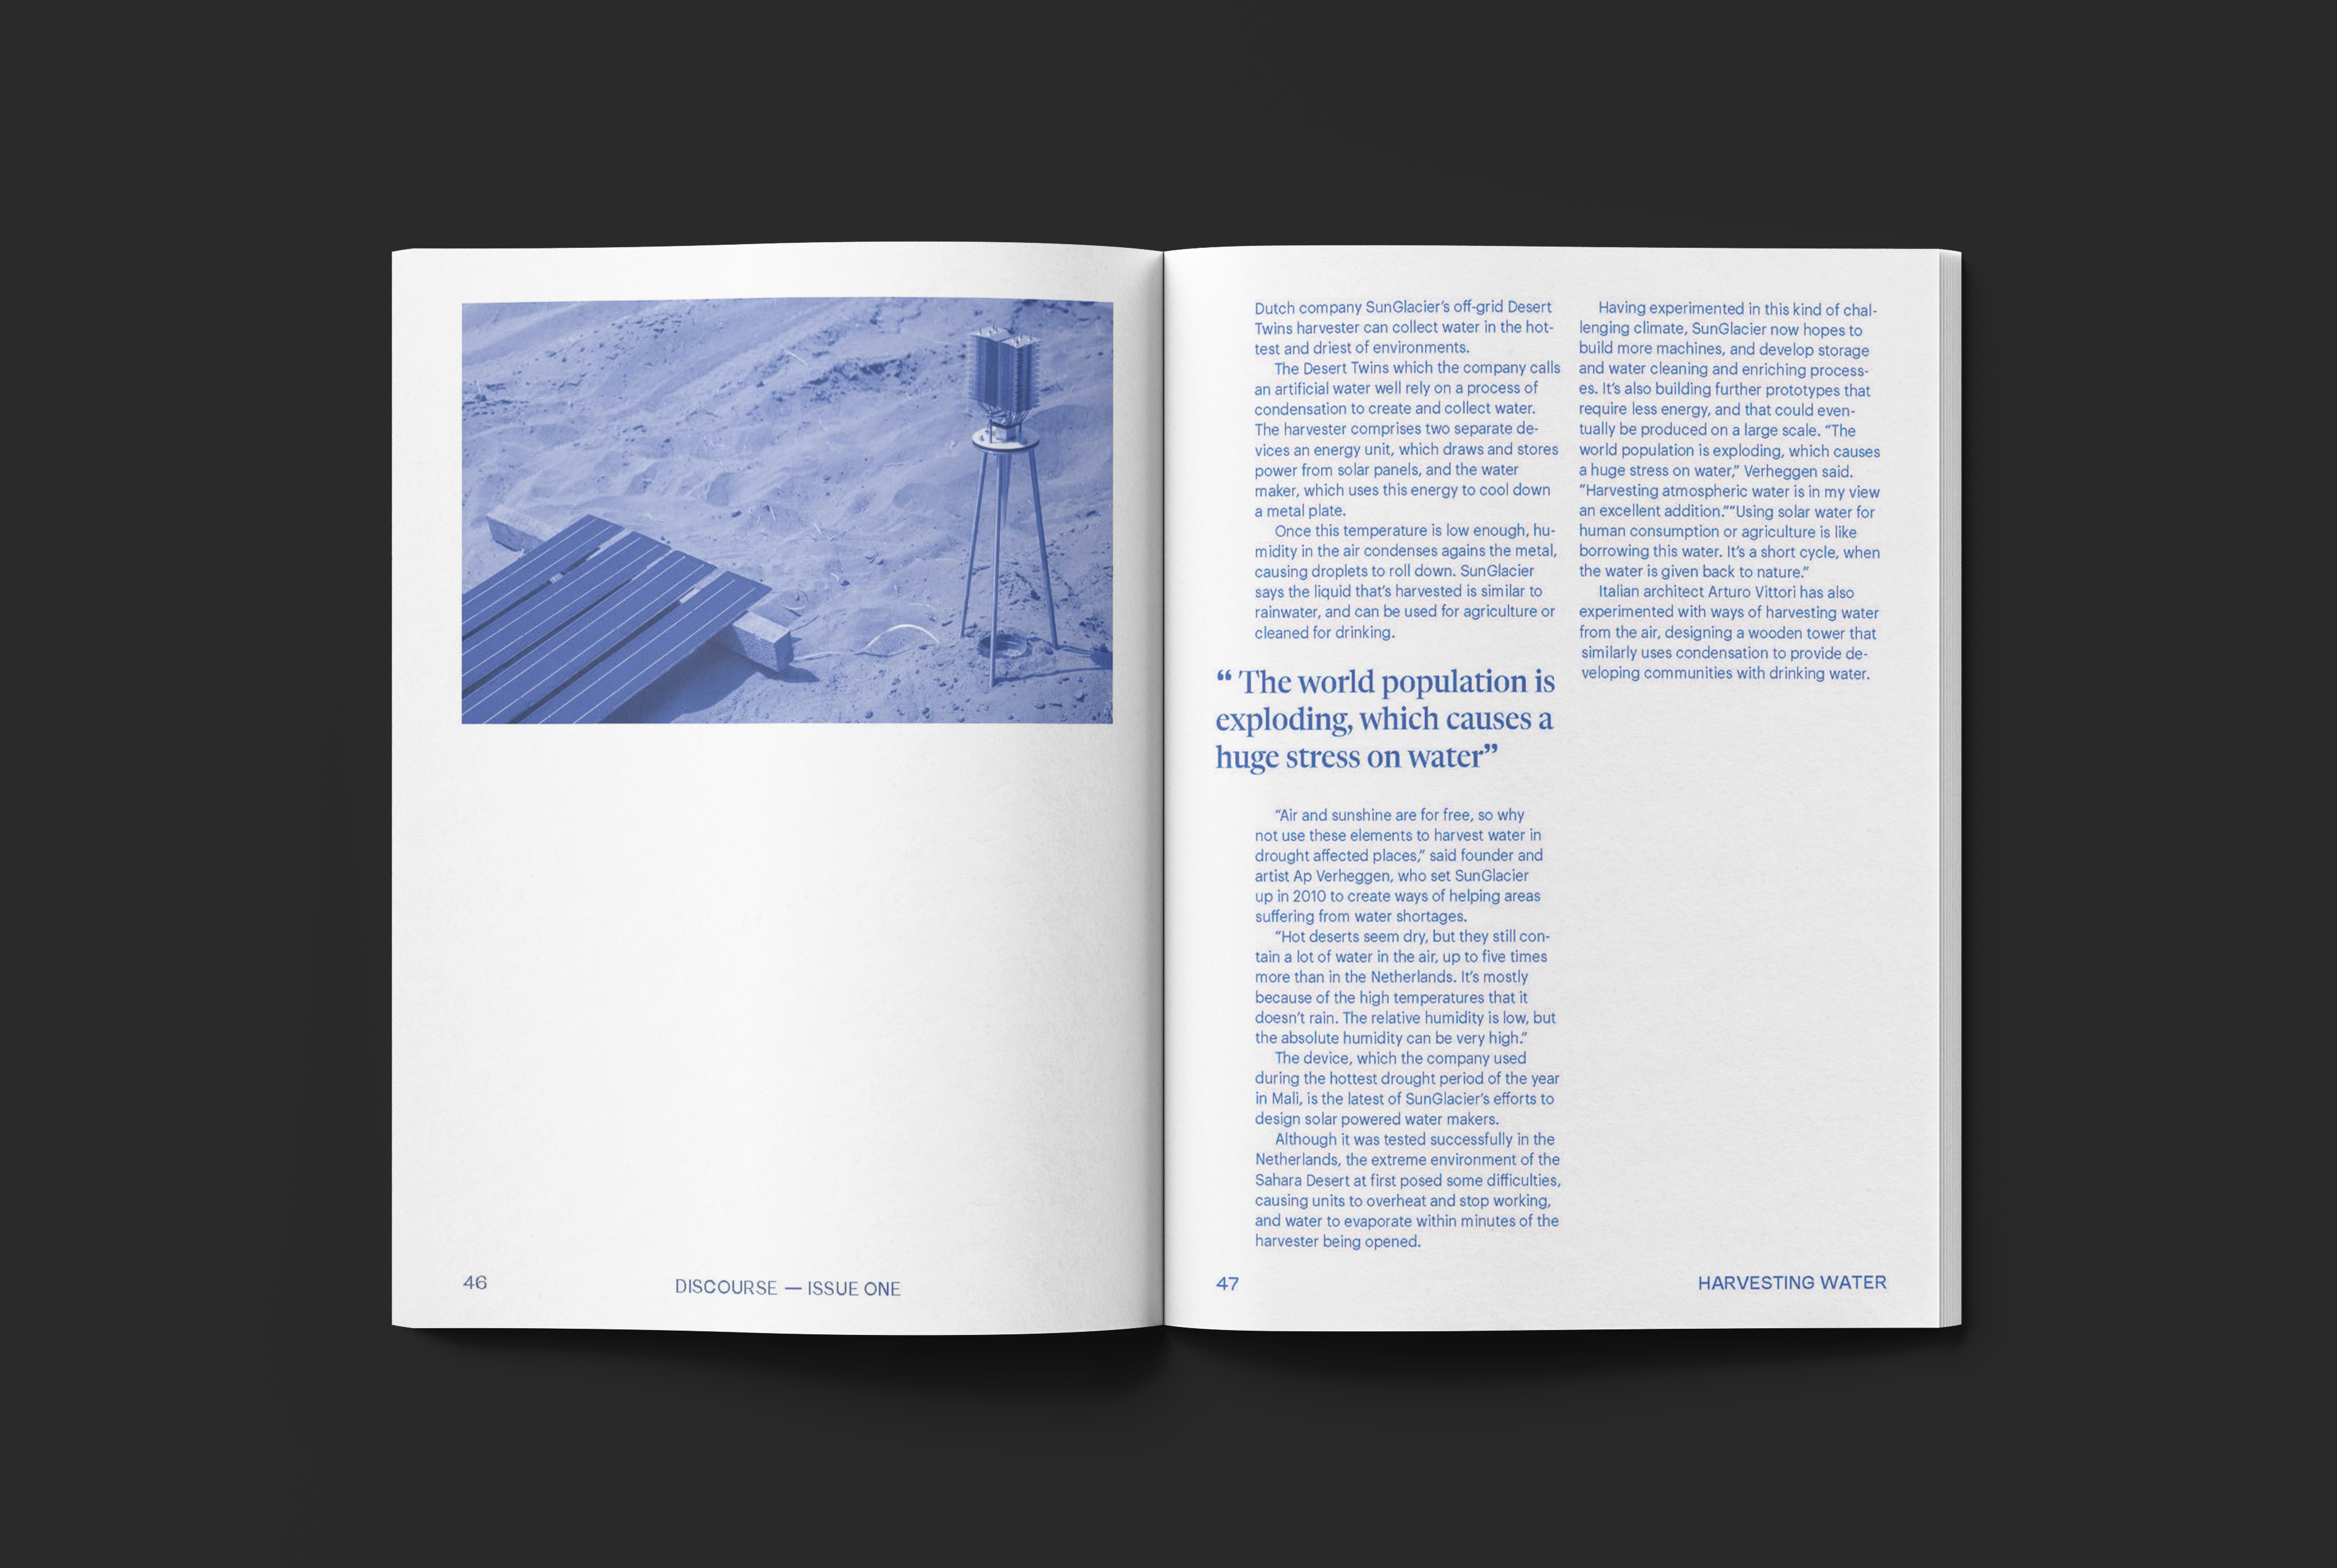 46
DISCOURSE — ISSUE ONE
Dutch company SunGlacier's off-grid Desert
Twins harvester can collect water in the hot-
test and driest of environments.
The Desert Twins which the company calls
an artificial water well rely on a process of
condensation to create and collect water.
The harvester comprises two separate de-
vices an energy unit, which draws and stores
power from solar panels, and the water
maker, which uses this energy to cool down
a metal plate.
Once this temperature is low enough, hu-
midity in the air condenses agains the metal,
causing droplets to roll down. SunGlacier
says the liquid that's harvested is similar to
rainwater, and can be used for agriculture or
cleaned for drinking.
“ The world population is
exploding, which causes a
huge stress on water”
“Air and sunshine are for free, so why
not use these elements to harvest water in
drought affected places,” said founder and
artist Ap Verheggen, who set SunGlacier
up in 2010 to create ways of helping areas
suffering from water shortages.
“Hot deserts seem dry, but they still con-
tain a lot of water in the air, up to five times
more than in the Netherlands. It's mostly
because of the high temperatures that it
doesn't rain. The relative humidity is low, but
the absolute humidity can be very high.”
The device, which the company used
during the hottest drought period of the year
in Mali, is the latest of SunGlacier's efforts to
design solar powered water makers.
Although it was tested successfully in the
Netherlands, the extreme environment of the
Sahara Desert at first posed some difficulties,
causing units to overheat and stop working,
and water to evaporate within minutes of the
harvester being opened.
Having experimented in this kind of chal-
lenging climate, SunGlacier now hopes to
build more machines, and develop storage
and water cleaning and enriching process-
es. It's also building further prototypes that
require less energy, and that could even-
tually be produced on a large scale. “The
world population is exploding, which causes
a huge stress on water,” Verheggen said.
“Harvesting atmospheric water is in my view
an excellent addition.”“Using solar water for
human consumption or agriculture is like
borrowing this water. It's a short cycle, when
the water is given back to nature.”
Italian architect Arturo Vittori has also
experimented with ways of harvesting water
from the air, designing a wooden tower that
similarly uses condensation to provide de-
veloping communities with drinking water.
47
HARVESTING WATER